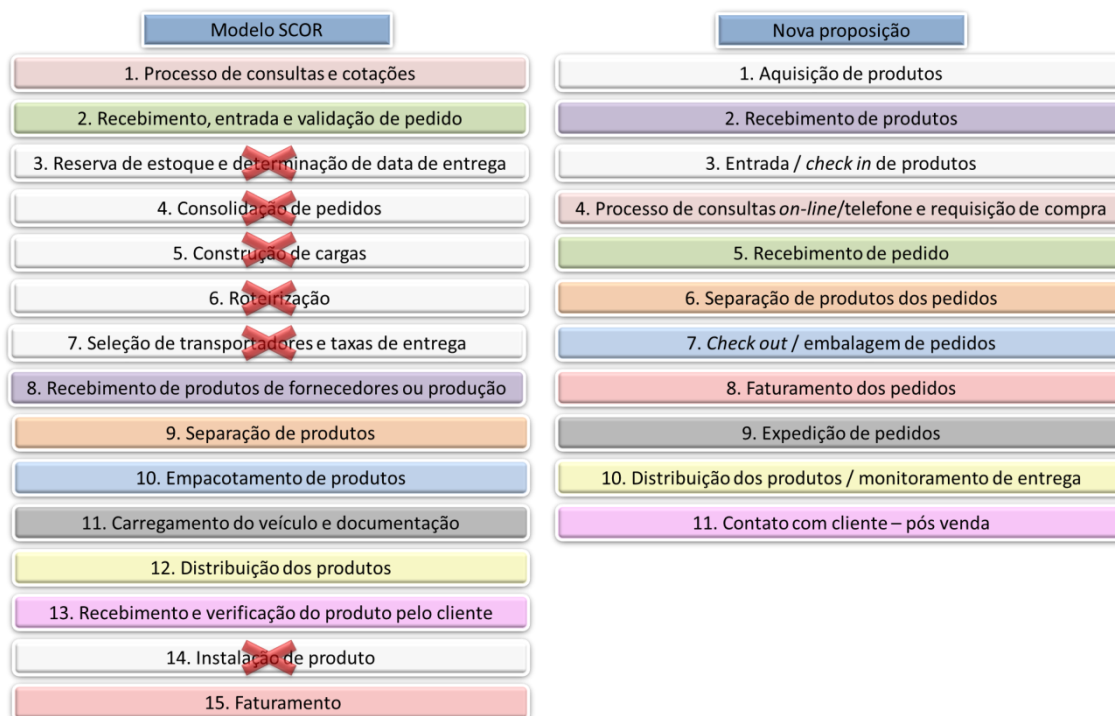 Modelo SCOR
1. Processo de consultas e cotações
2. Recebimento, entrada e validação de pedido
3. Reserva de estoque e determinação de data de entrega
4. Consolidação de pedidos
5. Construção de cargas
6. Roteirização
7. Seleção de transportadores e taxas de entrega
8. Recebimento de produtos de fornecedores ou produção
9. Separação de produtos
10. Empacotamento de produtos
11. Carregamento do veículo e documentação
12. Distribuição dos produtos
13. Recebimento e verificação do produto pelo cliente
14. Instalação de produto
15. Faturamento
Nova proposição
1. Aquisição de produtos
2. Recebimento de produtos
3. Entrada / check in de produtos
4. Processo de consultas on-line/telefone e requisição de compra
5. Recebimento de pedido
6. Separação de produtos dos pedidos
7. Check out / embalagem de pedidos
8. Faturamento dos pedidos
9. Expedição de pedidos
10. Distribuição dos produtos / monitoramento de entrega
11. Contato com cliente – pós venda